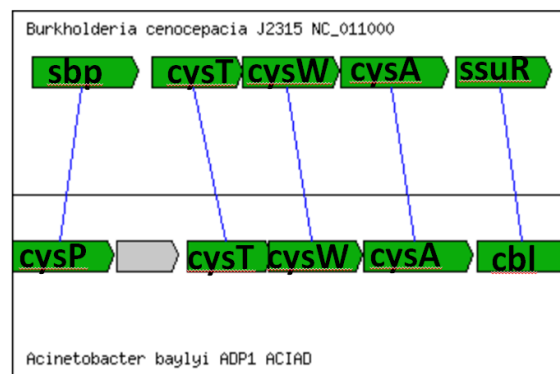 Burkholderia cenocepacia J2315 NC_011000
sbp cysT cysW cysA ssuR
cysP cysT cysW cysA cbl
Acinetobacter baylyi ADP1 ACIAD